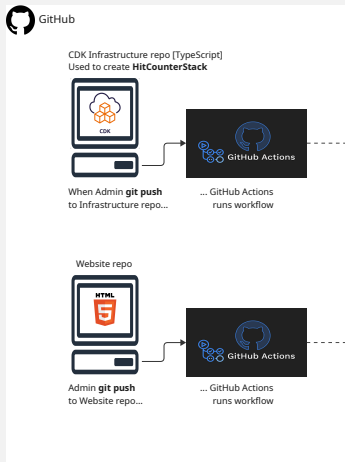 GitHub
CDK Infrastructure repo [TypeScript]
Used to create HitCounterStack
CDK
GitHub Actions
When Admin git push
to Infrastructure repo...
... GitHub Actions
runs workflow
Website repo
HTML
5
GitHub Actions
Admin git push
to Website repo...
... GitHub Actions
runs workflow